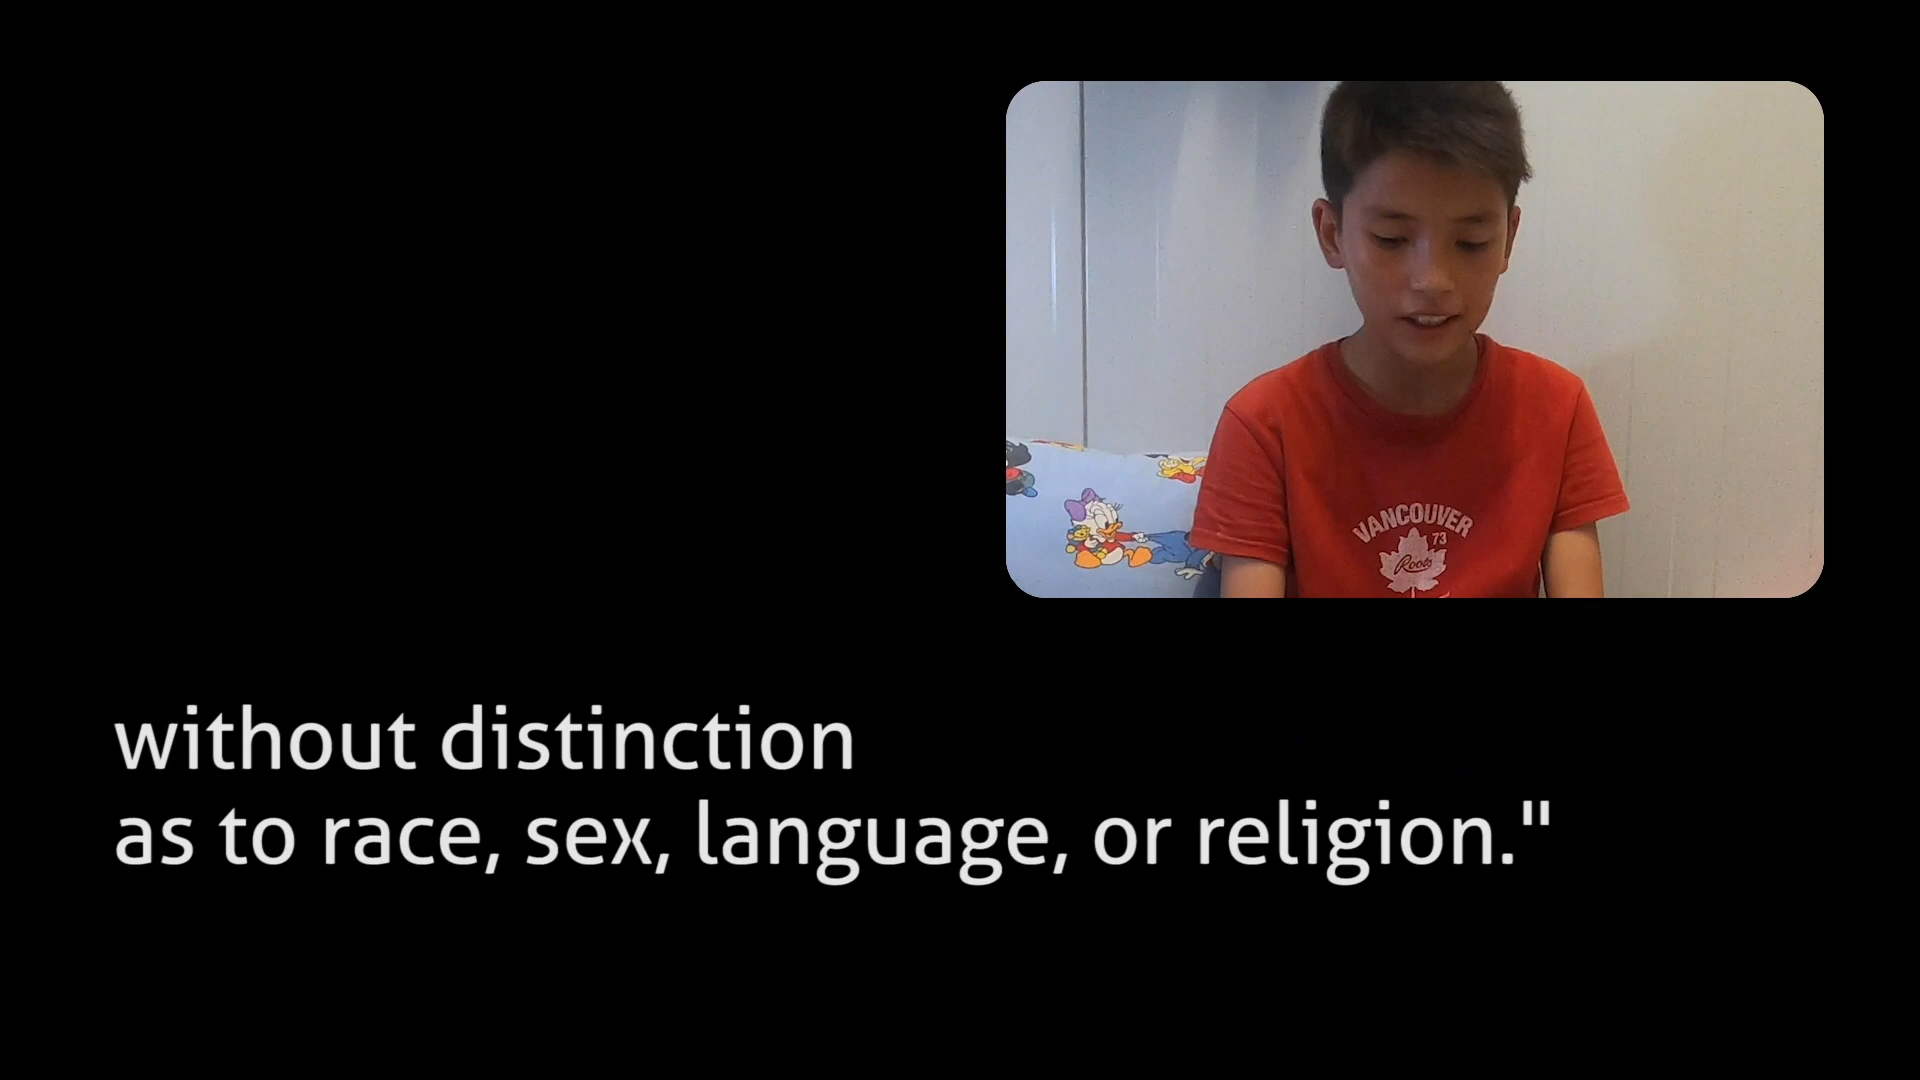 VANCOUVER
73
Roots
without distinction
as to race, sex, language, or religion."